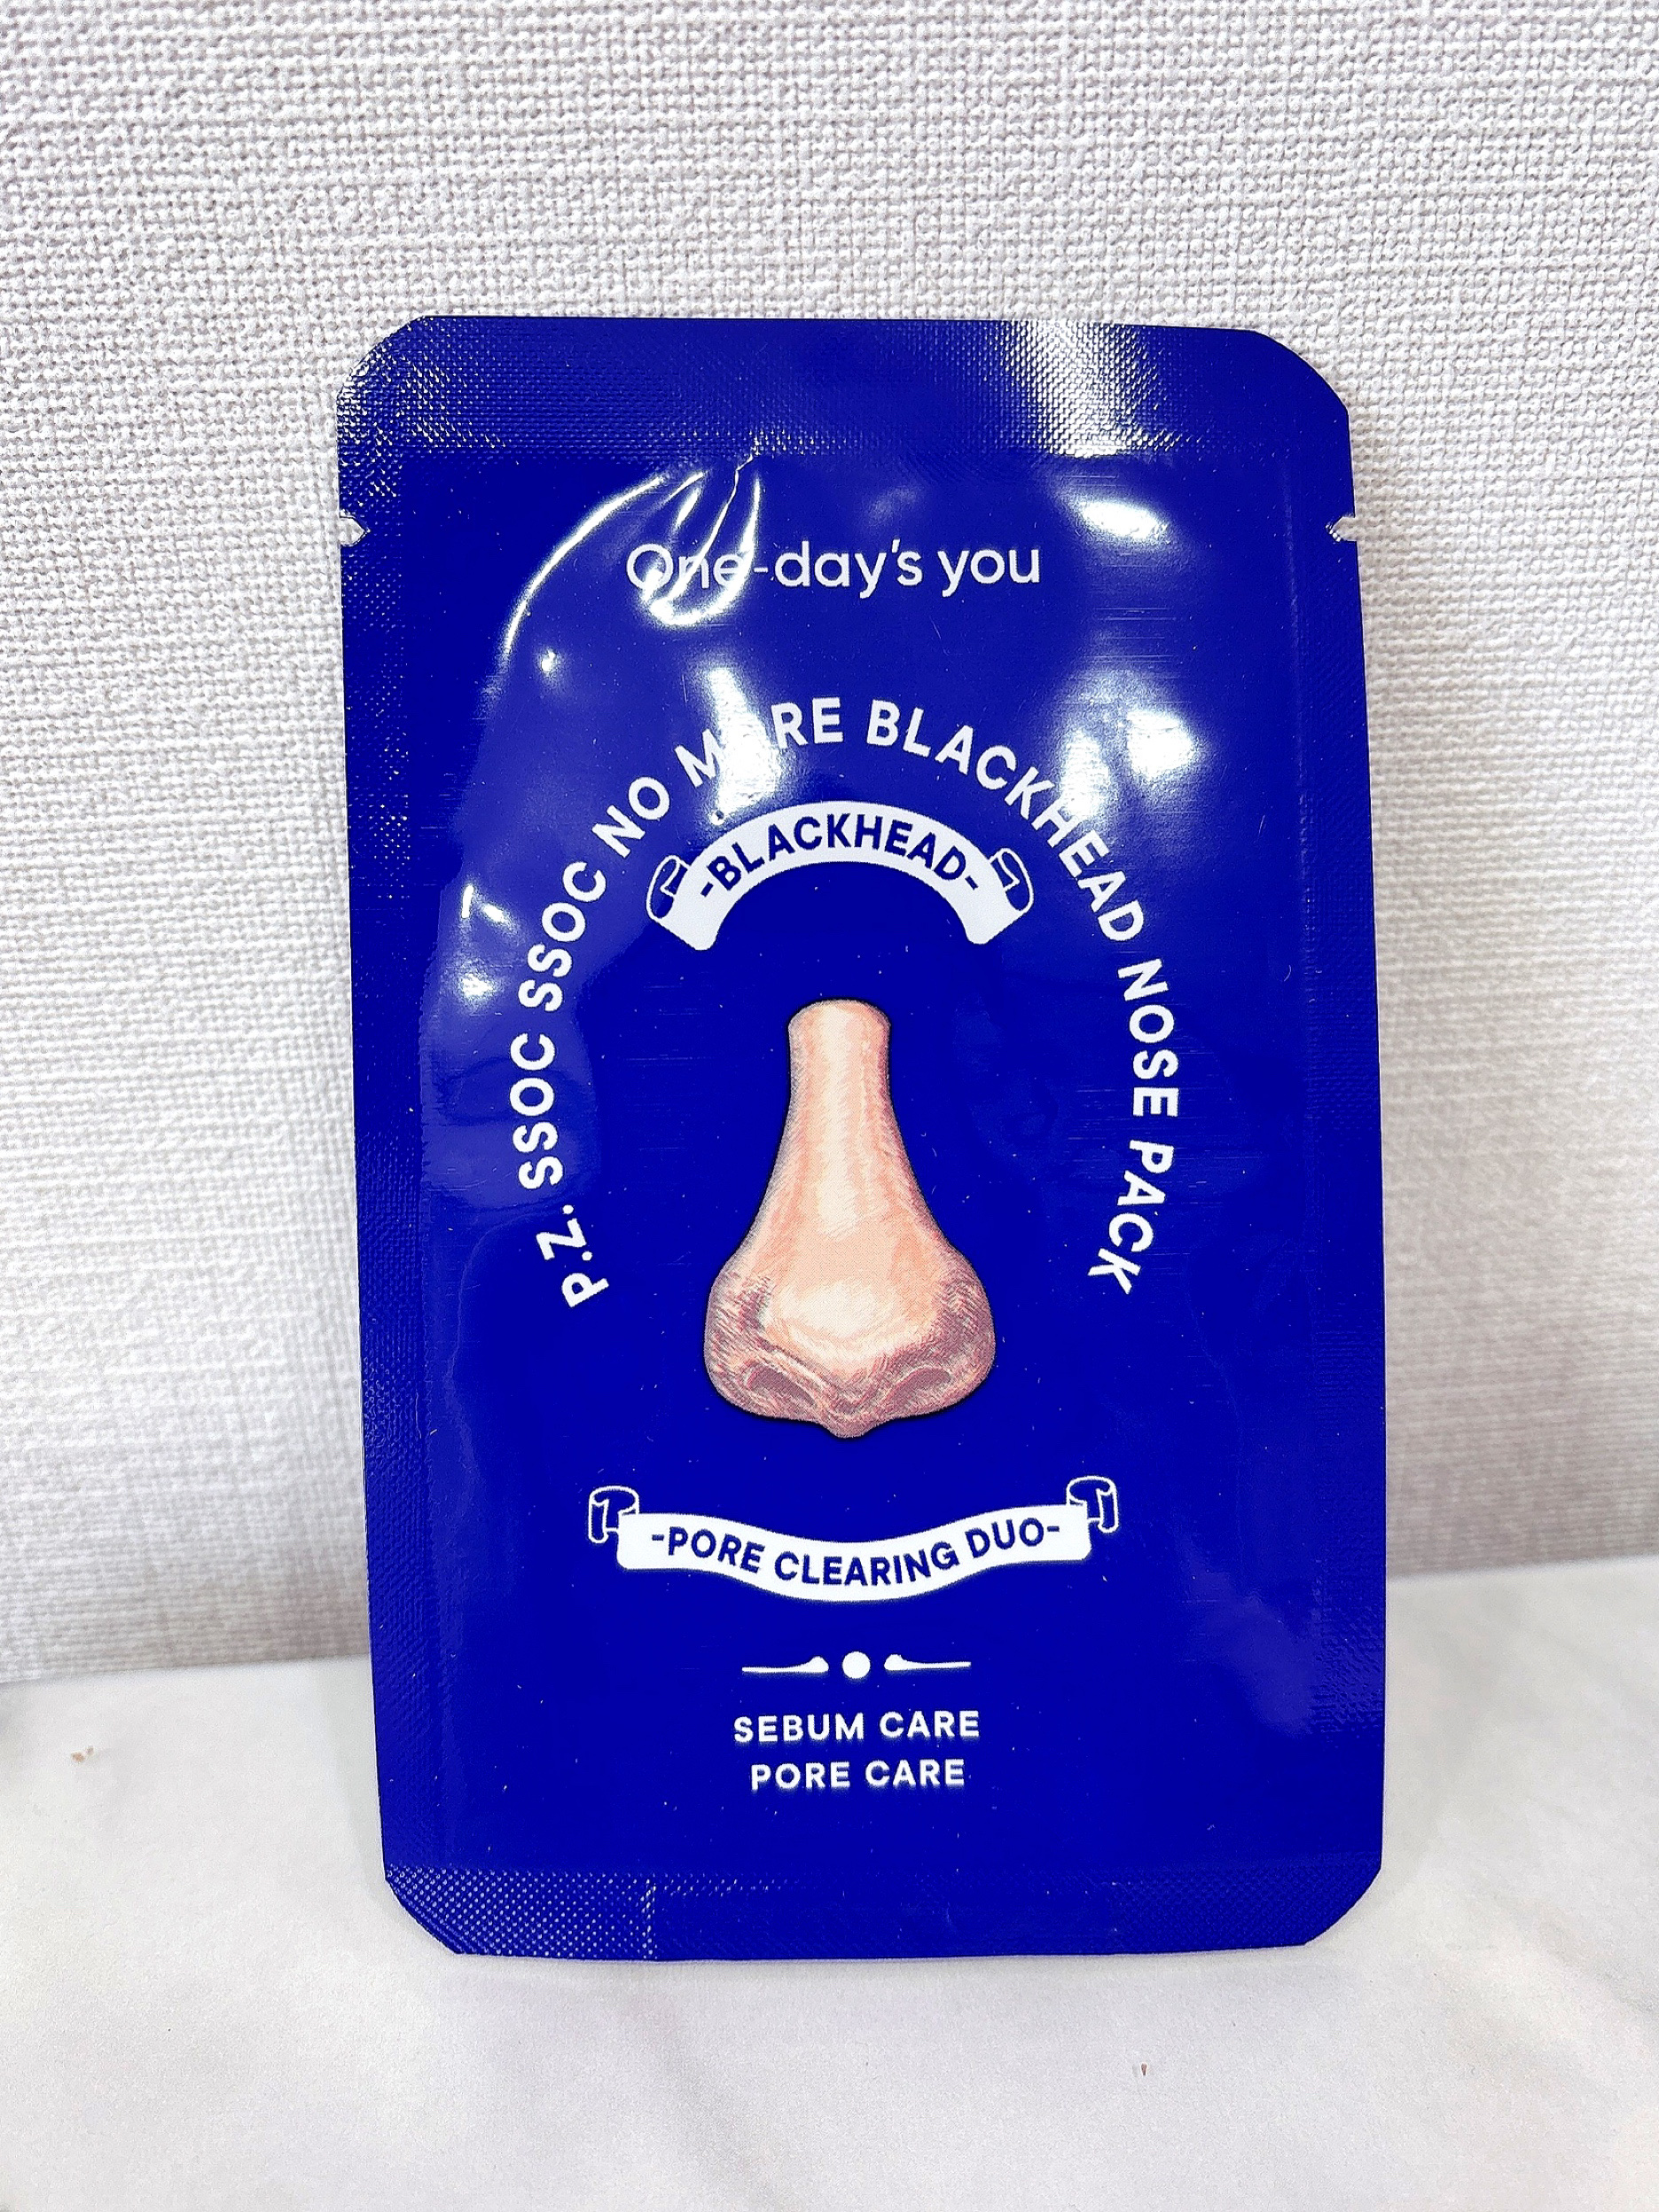 One-day's you
P.Z. SSOC SSOC NO MORE BLACKHEAD NOSE PACK
-BLACKHEAD-
-PORE CLEARING DUO-
SEBUM CARE
PORE CARE